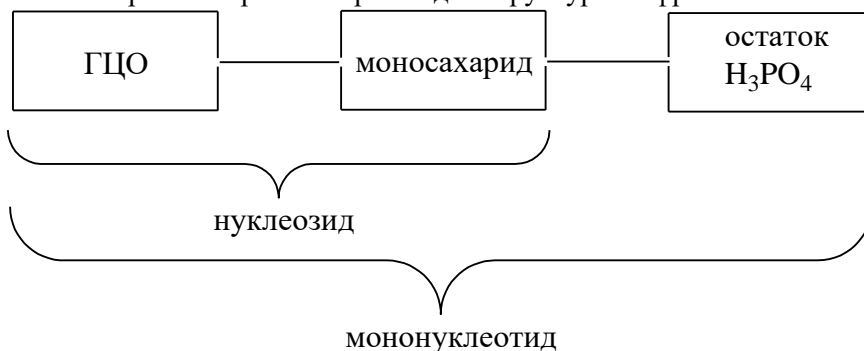 ГЦО
моносахарид
остаток
H₃PO₄
нуклеозид
мононуклеотид